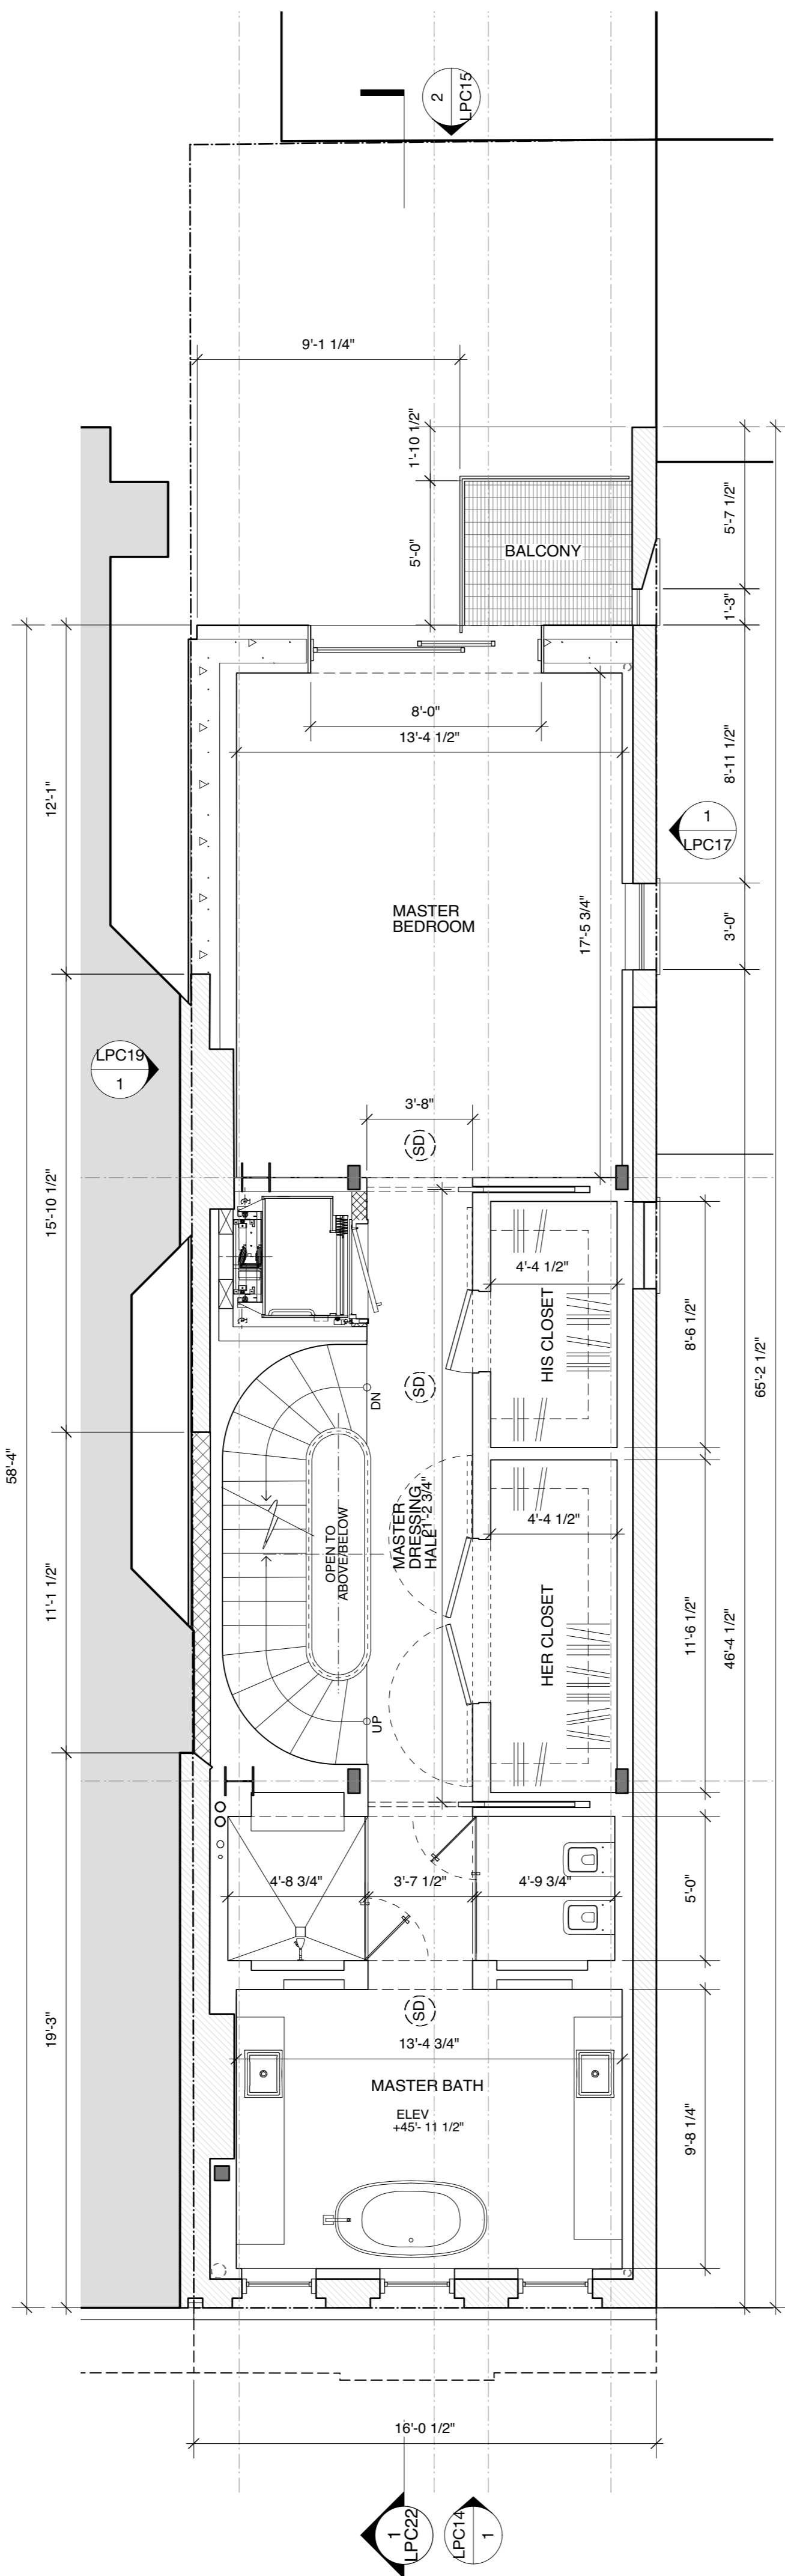 2
LPC15
9'-1 1/4"
1'-10 1/2"
5'-0"
BALCONY
5'-7 1/2"
1'-3"
8'-0"
13'-4 1/2"
12'-1"
8'-11 1/2"
1
LPC17
MASTER
BEDROOM
17'-5 3/4"
3'-0"
LPC19
1
3'-8"
SD
15'-10 1/2"
4'-4 1/2"
HIS CLOSET
8'-6 1/2"
65'-2 1/2"
SD
DN
58'-4"
OPEN TO
ABOVE/BELOW
MASTER
DRESSING
HALL
21'-2 3/4"
4'-4 1/2"
HER CLOSET
11'-6 1/2"
46'-4 1/2"
11'-1 1/2"
UP
4'-8 3/4"
3'-7 1/2"
4'-9 3/4"
5'-0"
SD
19'-3"
13'-4 3/4"
MASTER BATH
ELEV
+45'- 11 1/2"
9'-8 1/4"
16'-0 1/2"
1
LPC22
LPC14
1